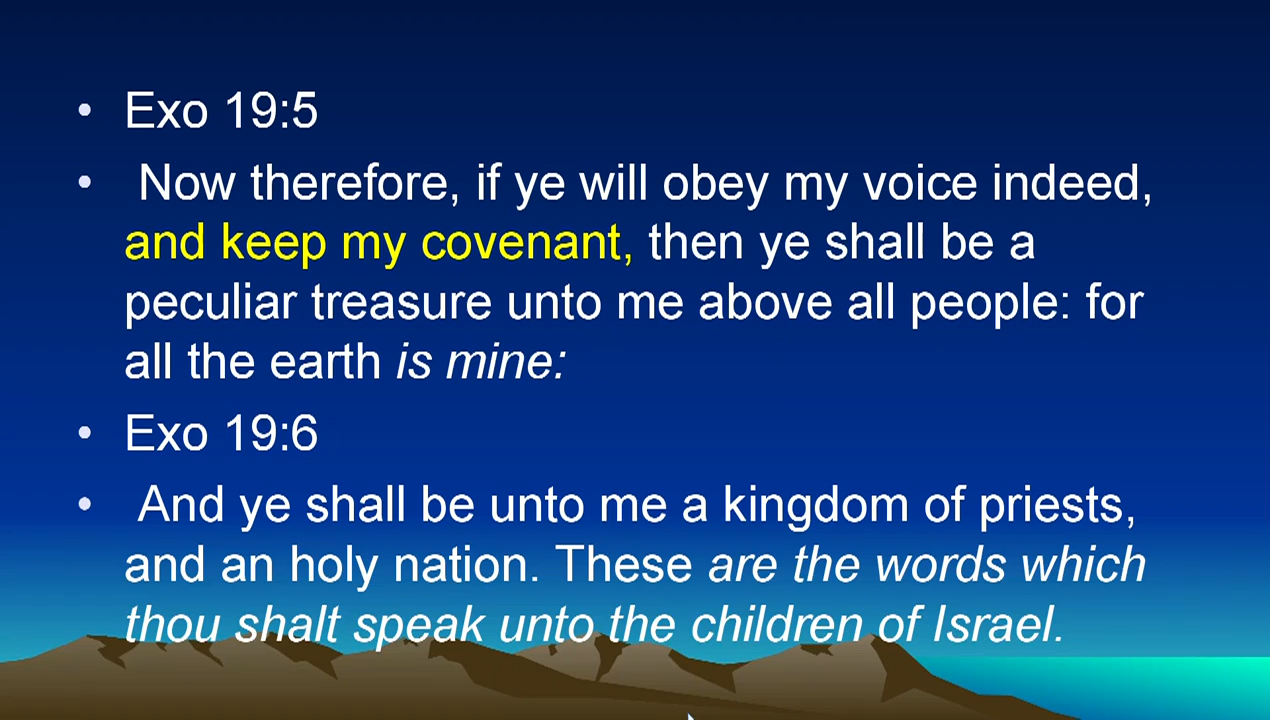 • Exo 19:5
• Now therefore, if ye will obey my voice indeed,
and keep my covenant, then ye shall be a
peculiar treasure unto me above all people: for
all the earth is mine:
• Exo 19:6
• And ye shall be unto me a kingdom of priests,
and an holy nation. These are the words which
thou shalt speak unto the children of Israel.